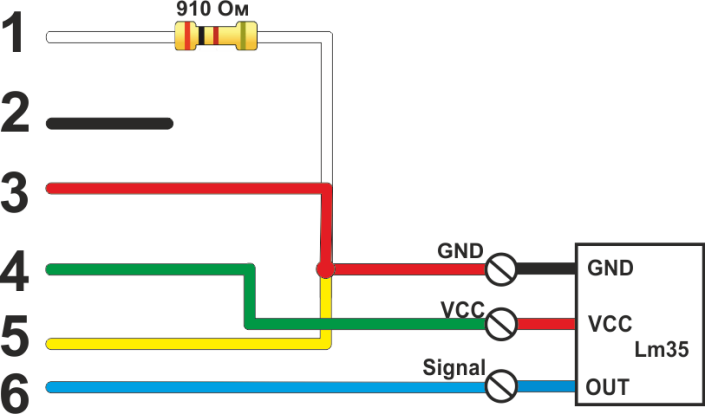 910 Ом
1
2
3
GND
4
GND
VCC
VCC
5
Lm35
Signal
6
OUT